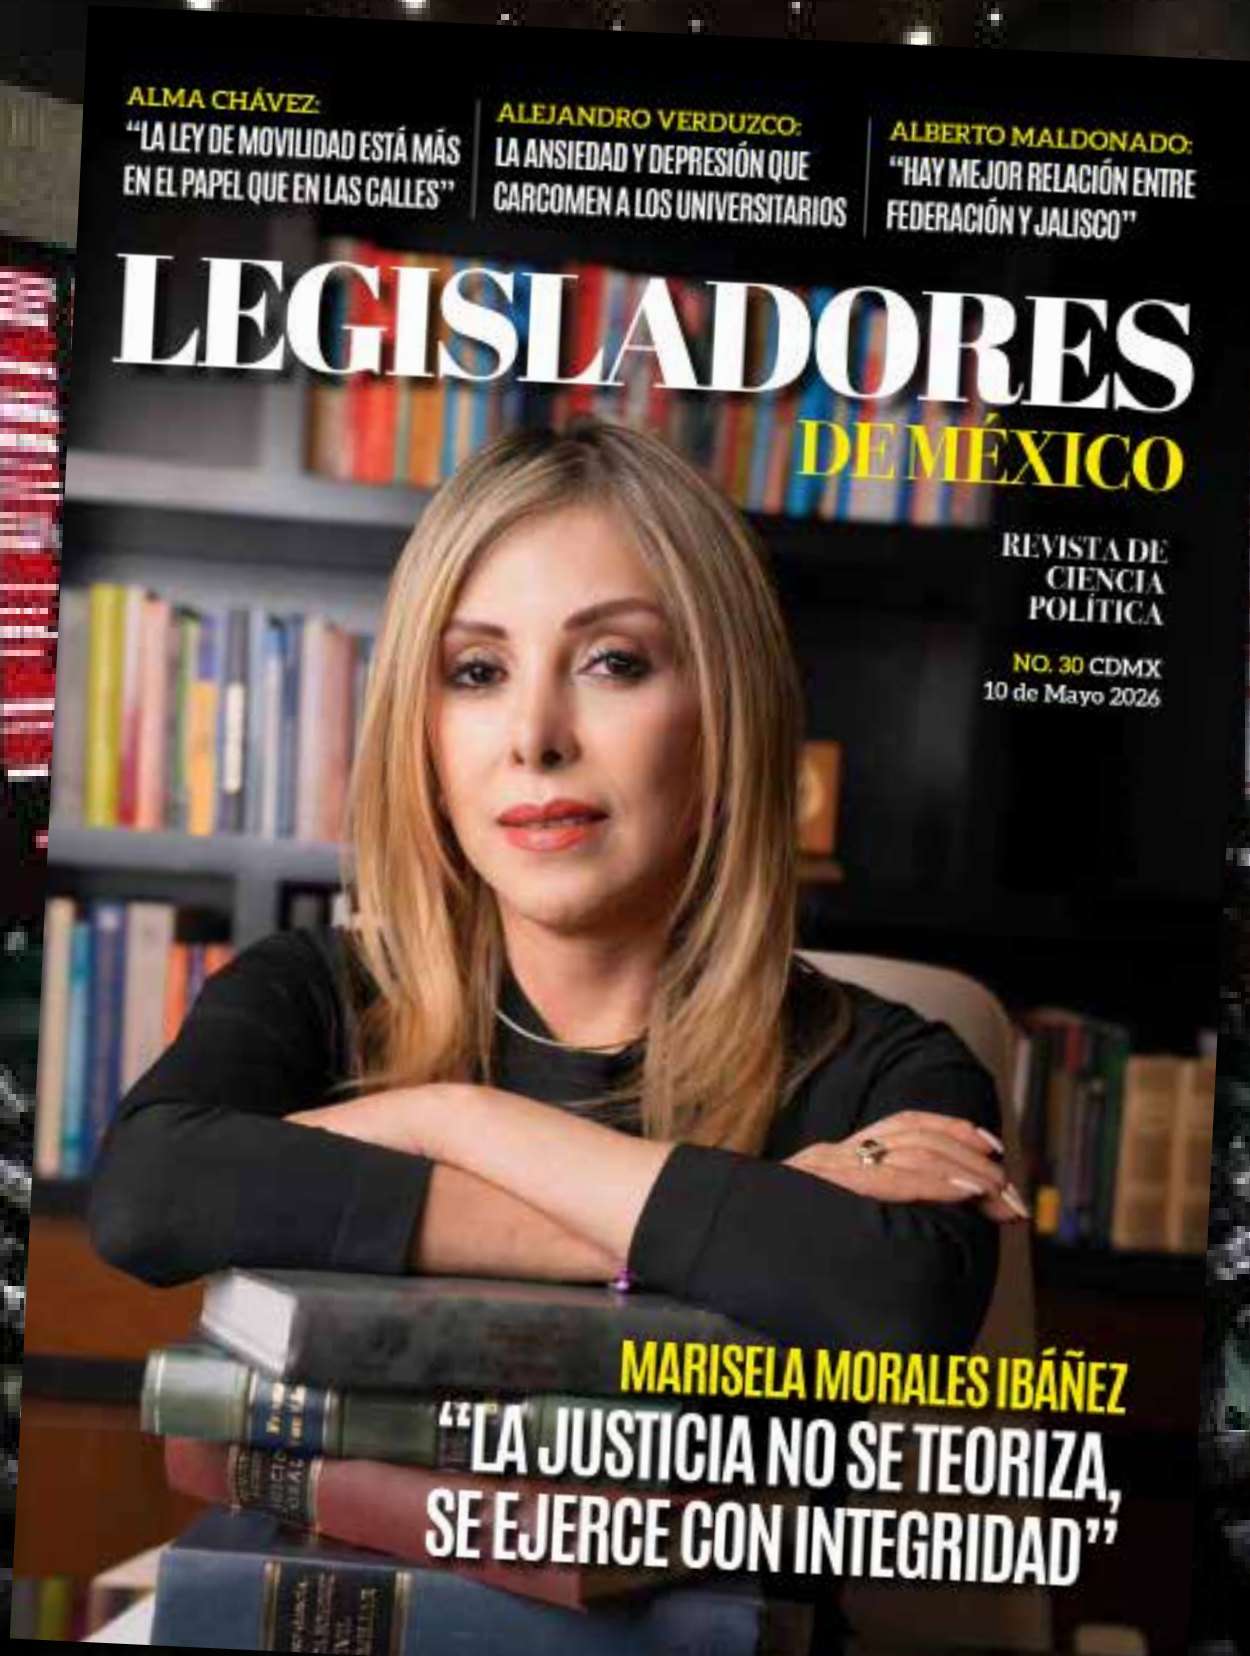 ALMA CHÁVEZ:
“LA LEY DE MOVILIDAD ESTÁ MÁS
EN EL PAPEL QUE EN LAS CALLES”
ALEJANDRO VERDUZCO:
LA ANSIEDAD Y DEPRESIÓN QUE
CARCOMEN A LOS UNIVERSITARIOS
ALBERTO MALDONADO:
“HAY MEJOR RELACIÓN ENTRE
FEDERACIÓN Y JALISCO”
LEGISLADORES
DE MÉXICO
REVISTA DE
CIENCIA
POLÍTICA
NO. 30 CDMX
10 de Mayo 2026
MARISELA MORALES IBÁÑEZ
“LA JUSTICIA NO SE TEORIZA,
SE EJERCE CON INTEGRIDAD”